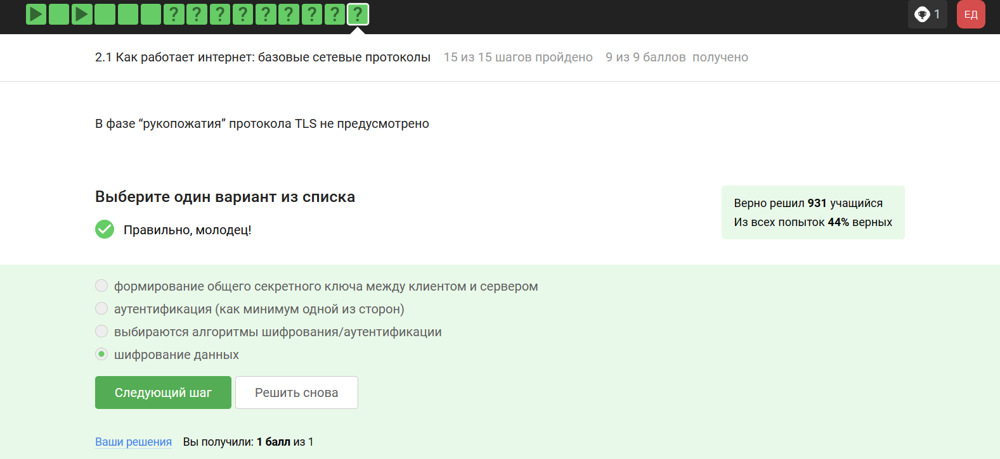 ? ? ? ? ? ? ? ? ?
1
ЕД
2.1 Как работает интернет: базовые сетевые протоколы 15 из 15 шагов пройдено 9 из 9 баллов получено
В фазе “рукопожатия” протокола TLS не предусмотрено
Выберите один вариант из списка
Правильно, молодец!
Верно решил 931 учащийся
Из всех попыток 44% верных
формирование общего секретного ключа между клиентом и сервером
аутентификация (как минимум одной из сторон)
выбираются алгоритмы шифрования/аутентификации
шифрование данных
Следующий шаг
Решить снова
Ваши решения Вы получили: 1 балл из 1